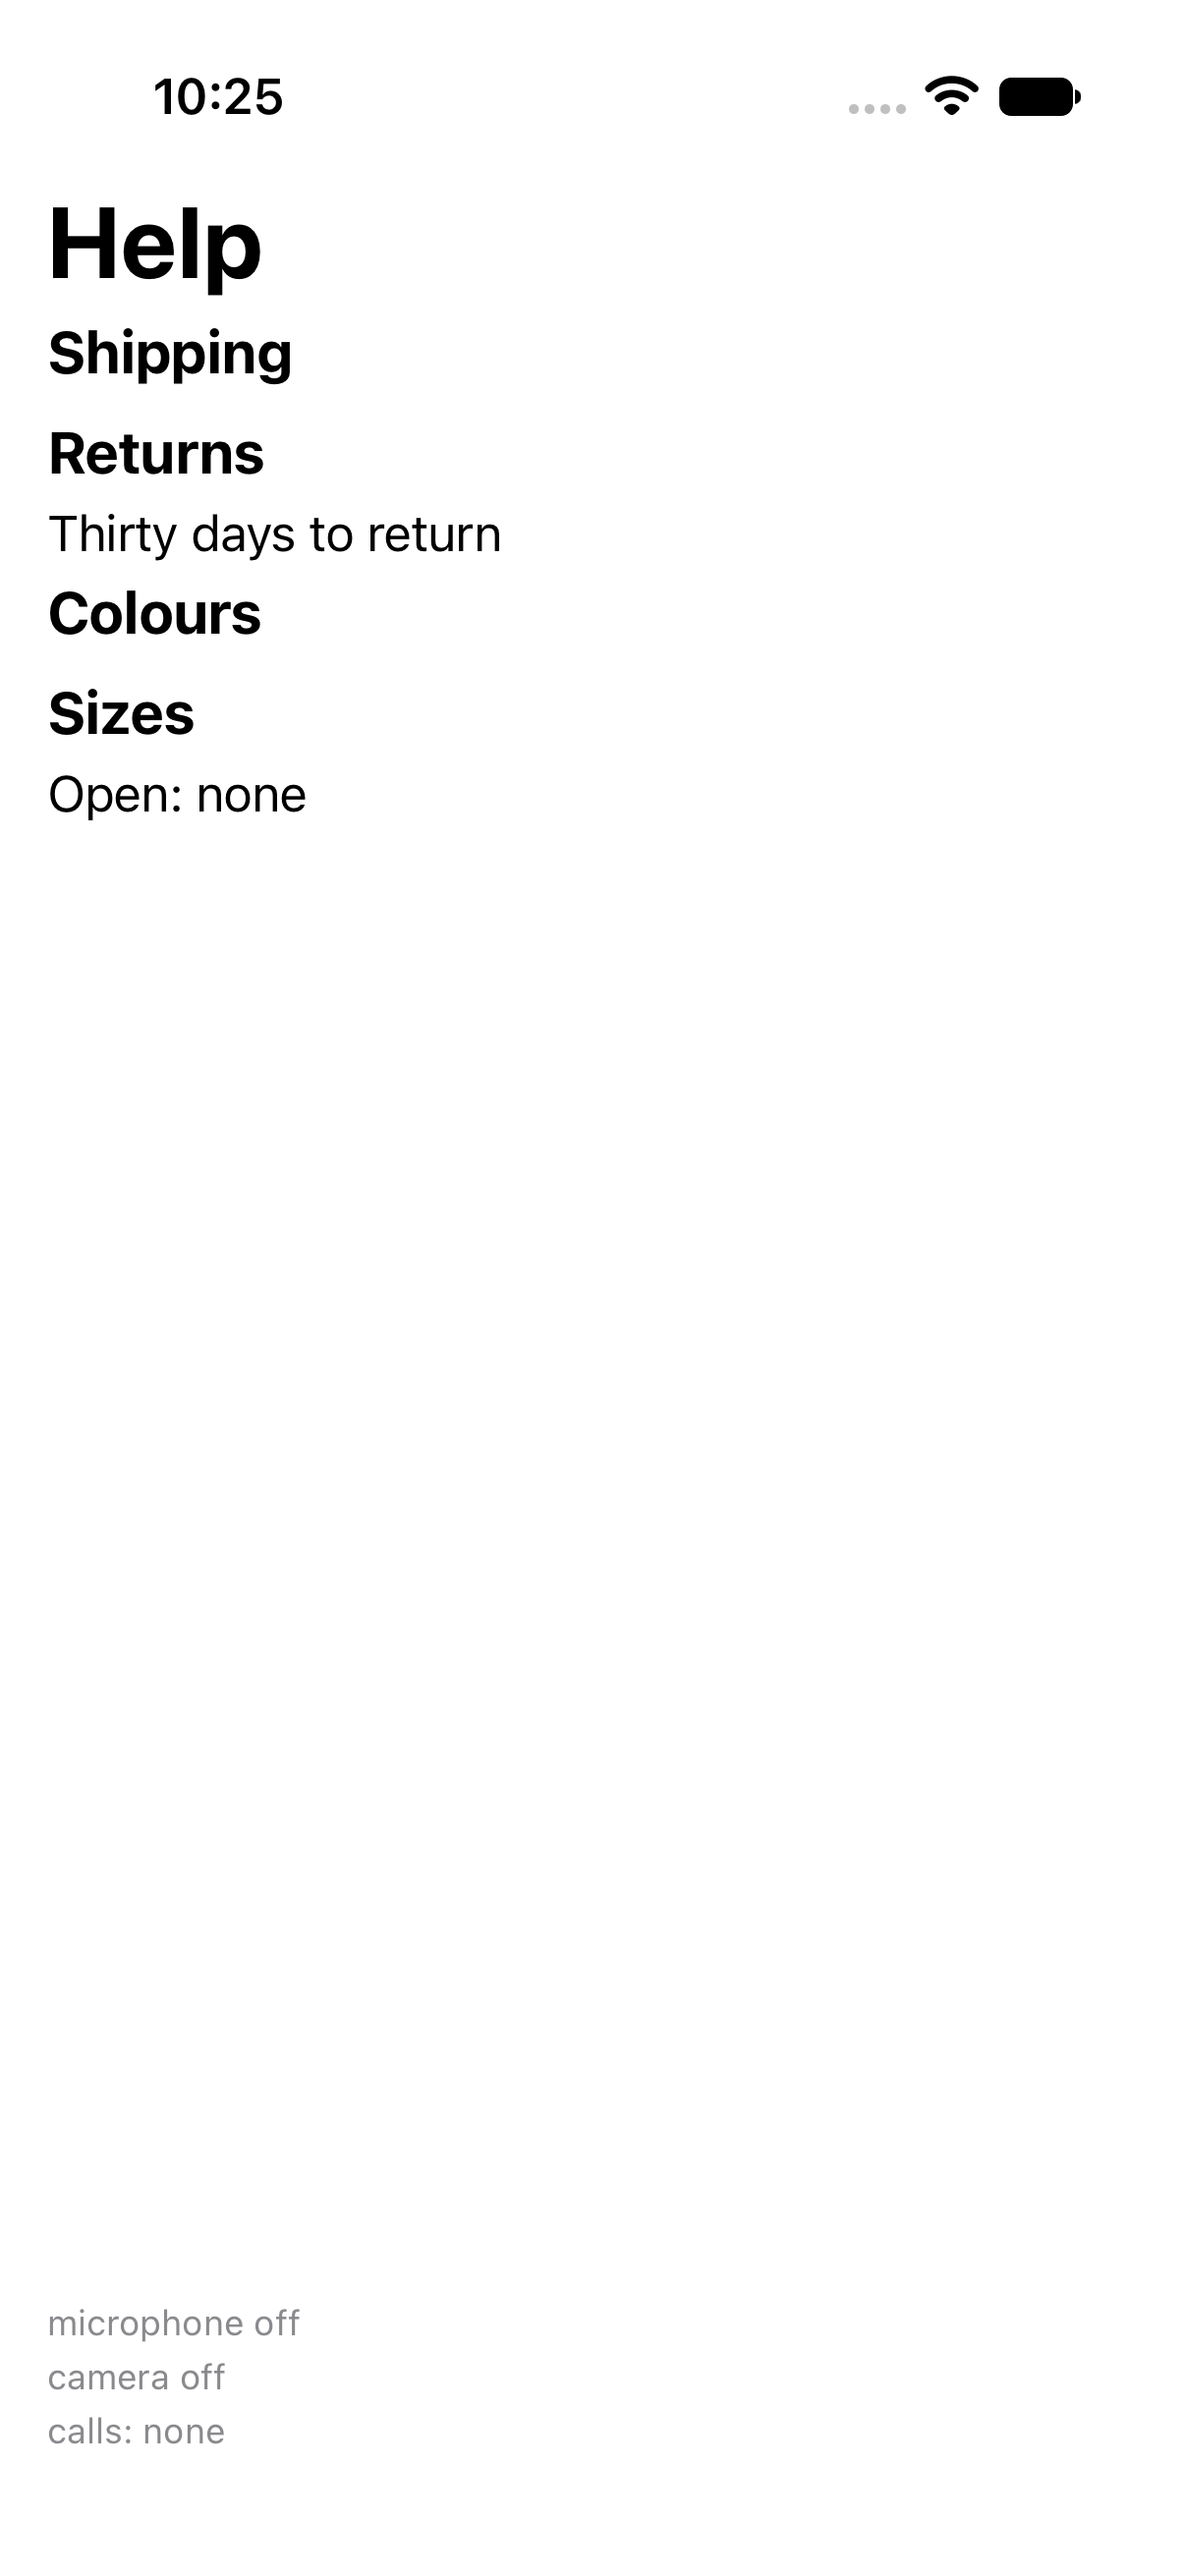 10:25
Help
Shipping
Returns
Thirty days to return
Colours
Sizes
Open: none
microphone off
camera off
calls: none